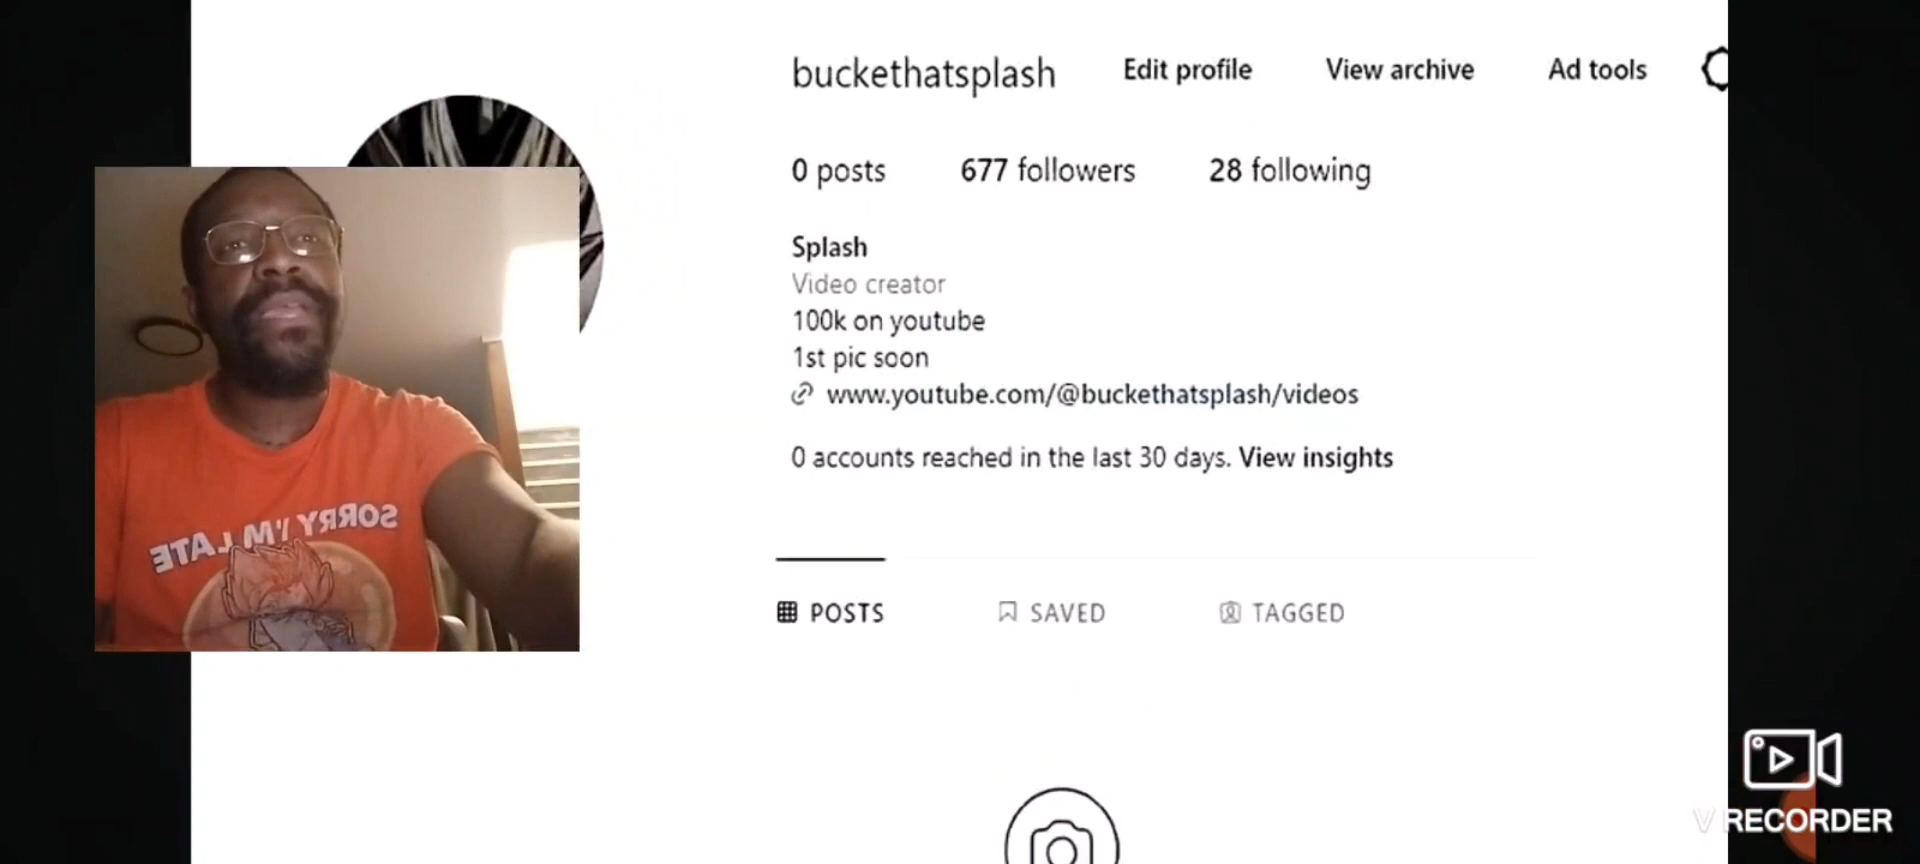 buckethatsplash Edit profile View archive Ad tools
0 posts 677 followers 28 following
Splash
Video creator
100k on youtube
1st pic soon
www.youtube.com/@buckethatsplash/videos
0 accounts reached in the last 30 days. View insights
SORRY I'M LATE
POSTS SAVED TAGGED
V RECORDER